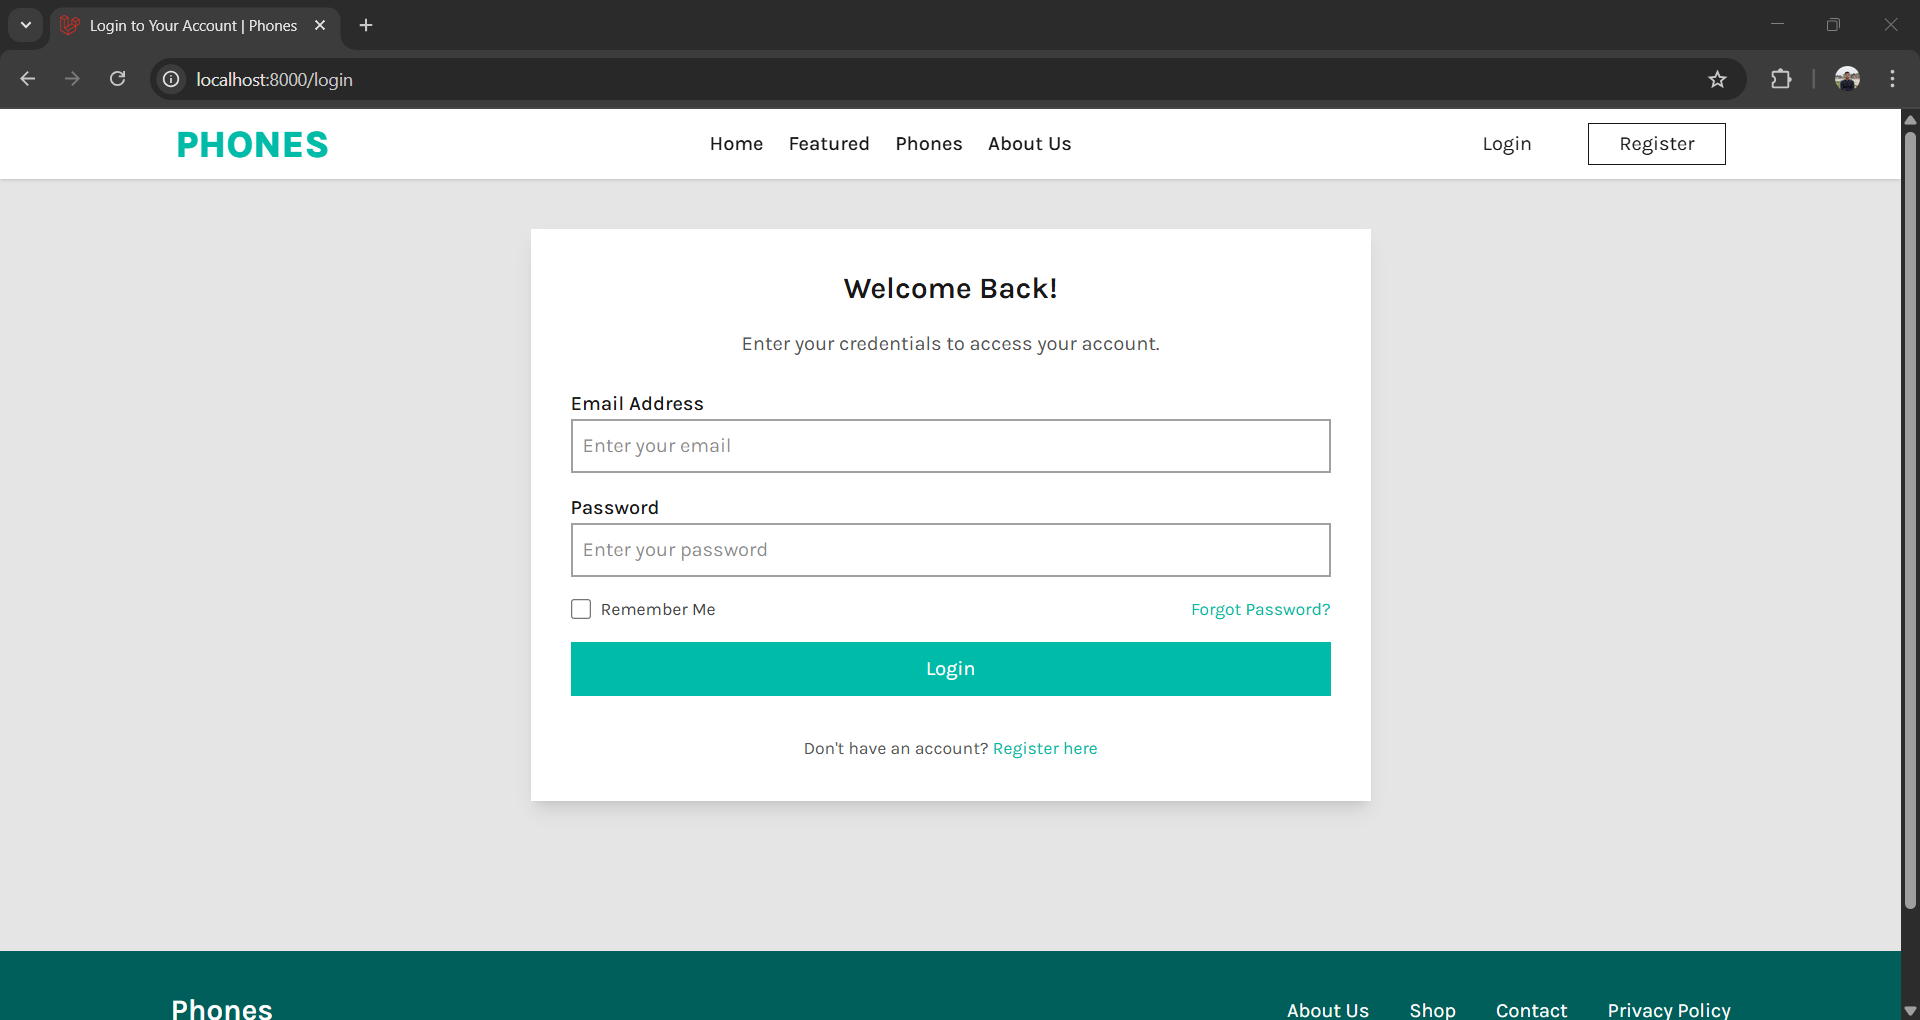 Login to Your Account | Phones
localhost:8000/login
PHONES
Home Featured Phones About Us
Login Register
Welcome Back!
Enter your credentials to access your account.
Email Address
Enter your email
Password
Enter your password
Remember Me Forgot Password?
Login
Don't have an account? Register here
Phones
About Us Shop Contact Privacy Policy